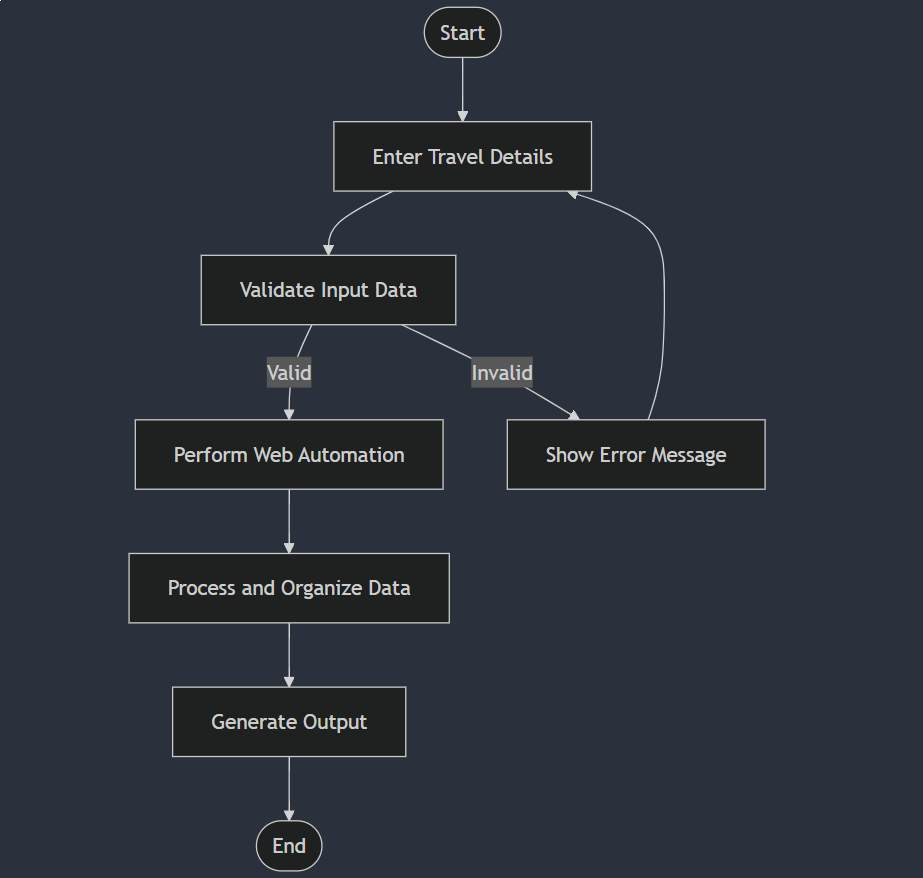 Start
Enter Travel Details
Validate Input Data
Valid
Invalid
Perform Web Automation
Show Error Message
Process and Organize Data
Generate Output
End